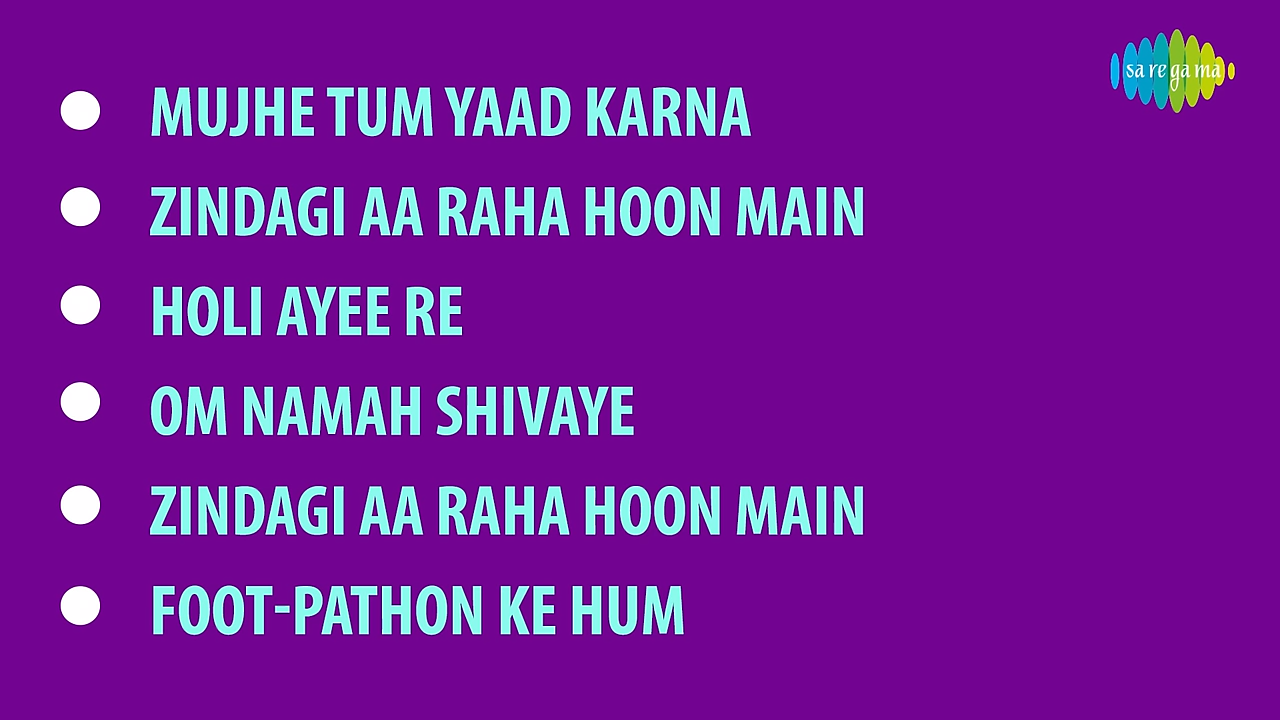 sa re ga ma
MUJHE TUM YAAD KARNA
ZINDAGI AA RAHA HOON MAIN
HOLI AYEE RE
OM NAMAH SHIVAYE
ZINDAGI AA RAHA HOON MAIN
FOOT-PATHON KE HUM